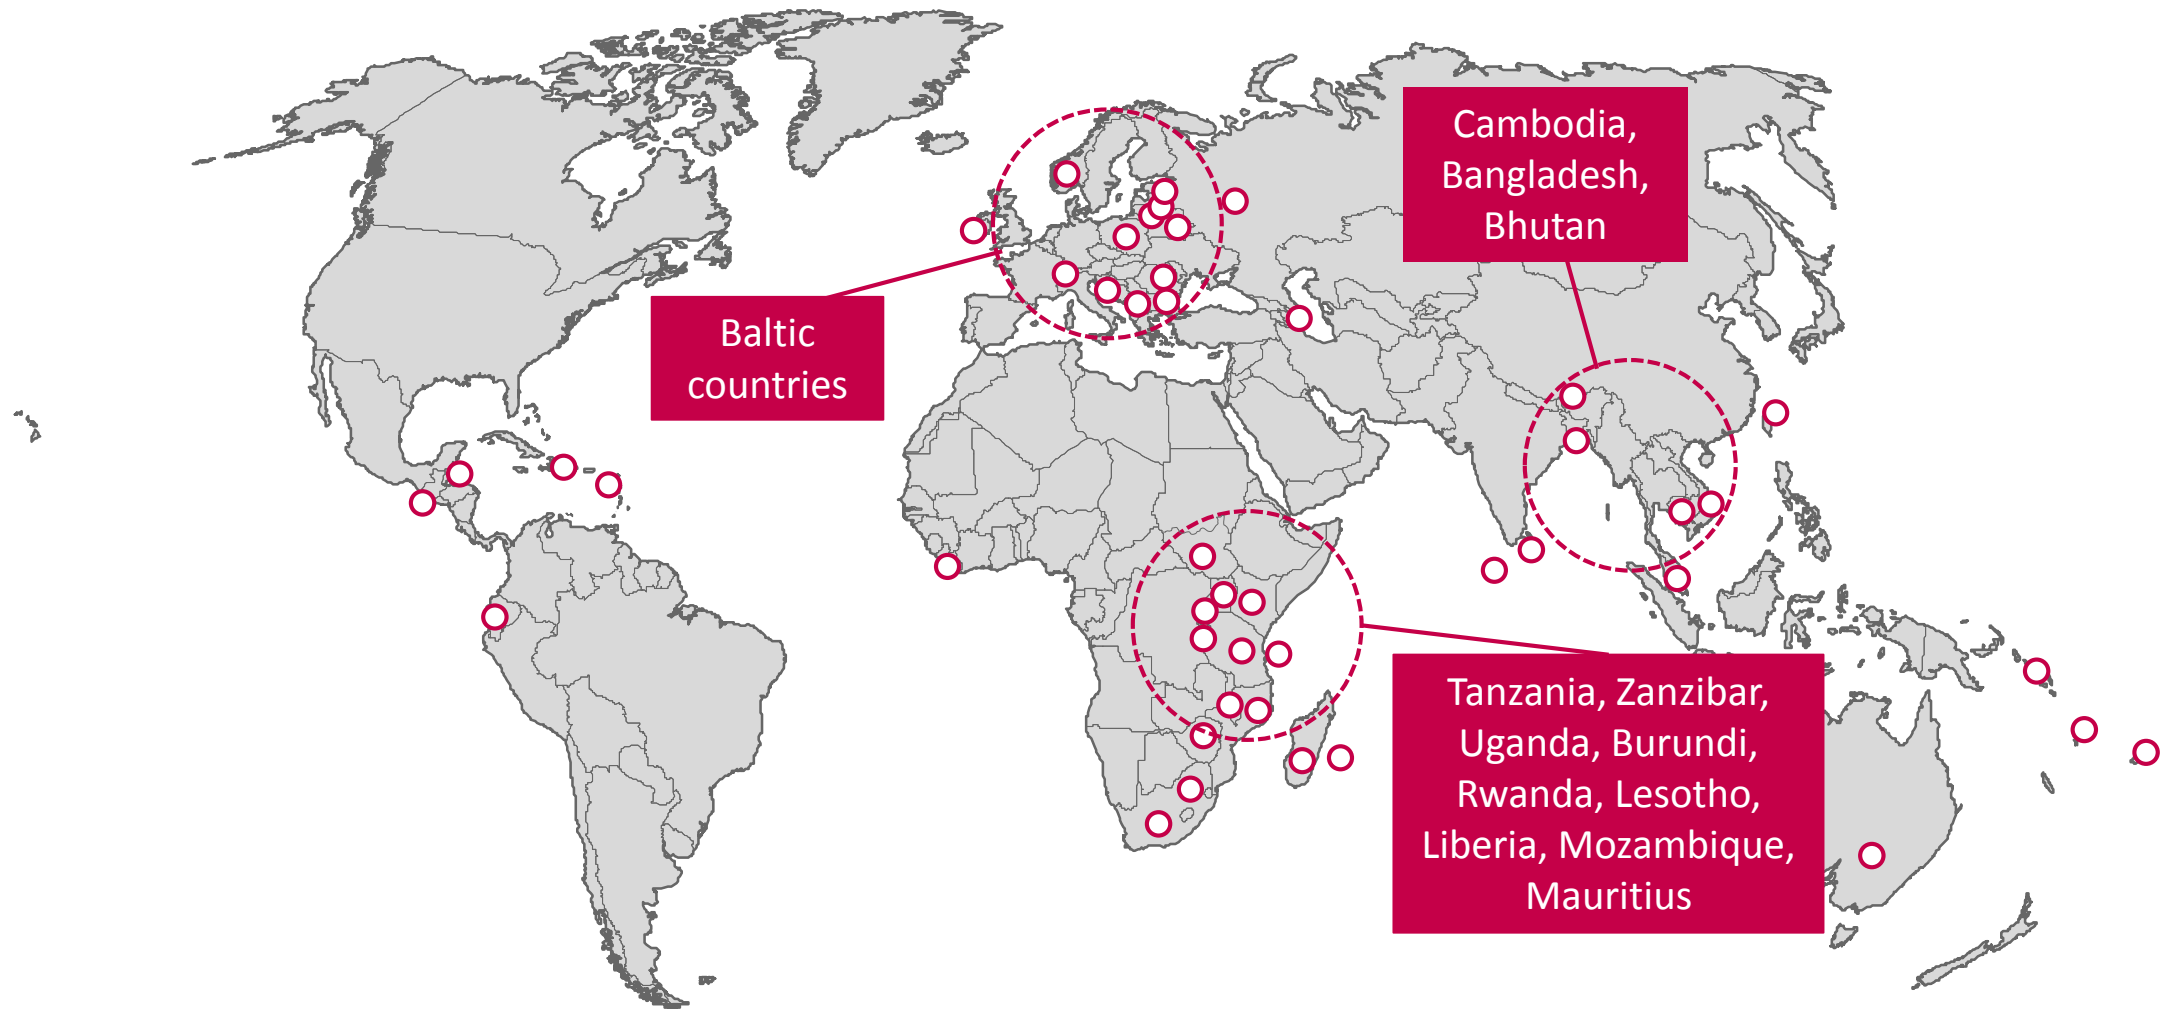 Cambodia,
Bangladesh,
Bhutan
Baltic
countries
Tanzania, Zanzibar,
Uganda, Burundi,
Rwanda, Lesotho,
Liberia, Mozambique,
Mauritius